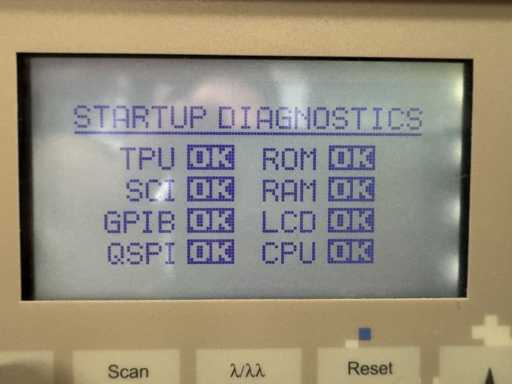 STARTUP DIAGNOSTICS
TPU OK ROM OK
SCI OK RAM OK
GPIB OK LCD OK
QSPI OK CPU OK
Scan λ/λλ Reset